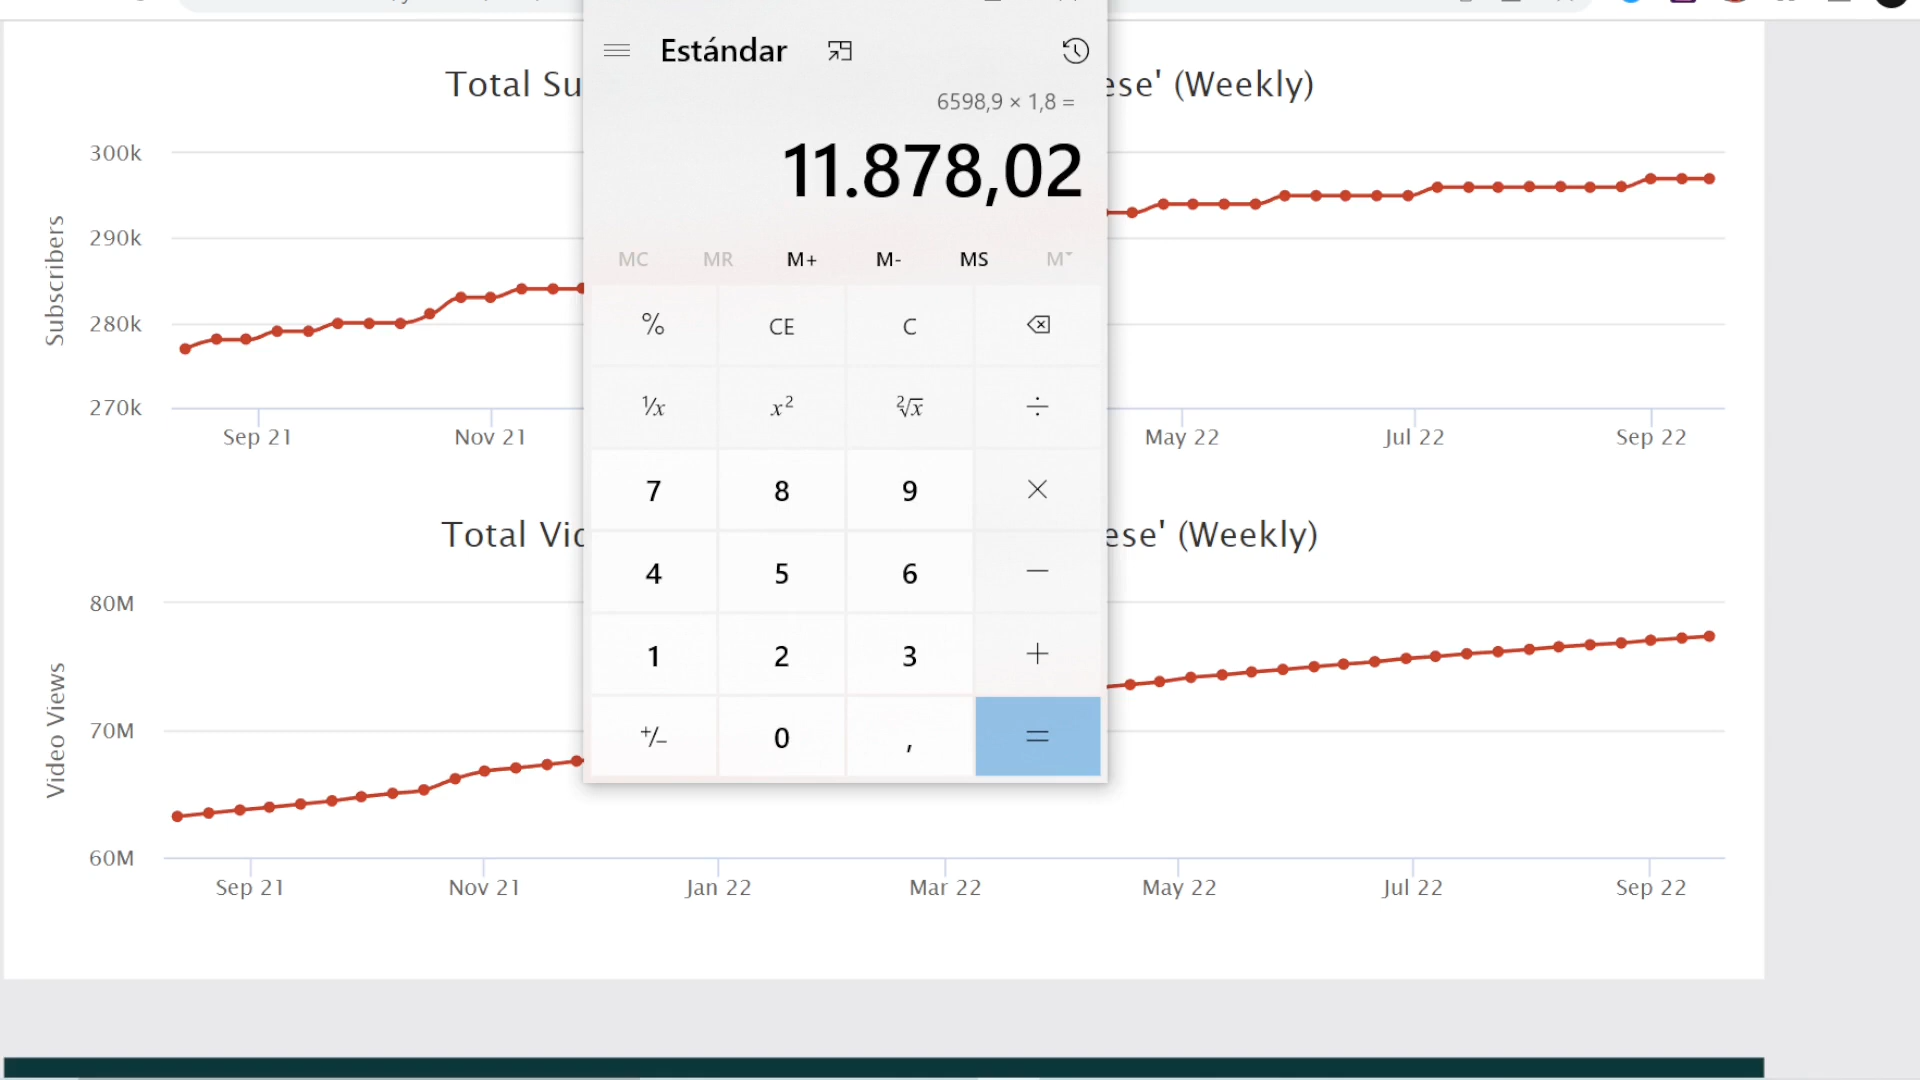 Estándar
6598,9 × 1,8 =
11.878,02
MC MR M+ M- MS M˅
% CE C
¹/x x² ²√x ÷
7 8 9 ×
4 5 6 −
1 2 3 +
+/− 0 , =
Total Su
ese' (Weekly)
Subscribers
300k
290k
280k
270k
Sep 21 Nov 21 May 22 Jul 22 Sep 22
Total Vid
ese' (Weekly)
Video Views
80M
70M
60M
Sep 21 Nov 21 Jan 22 Mar 22 May 22 Jul 22 Sep 22